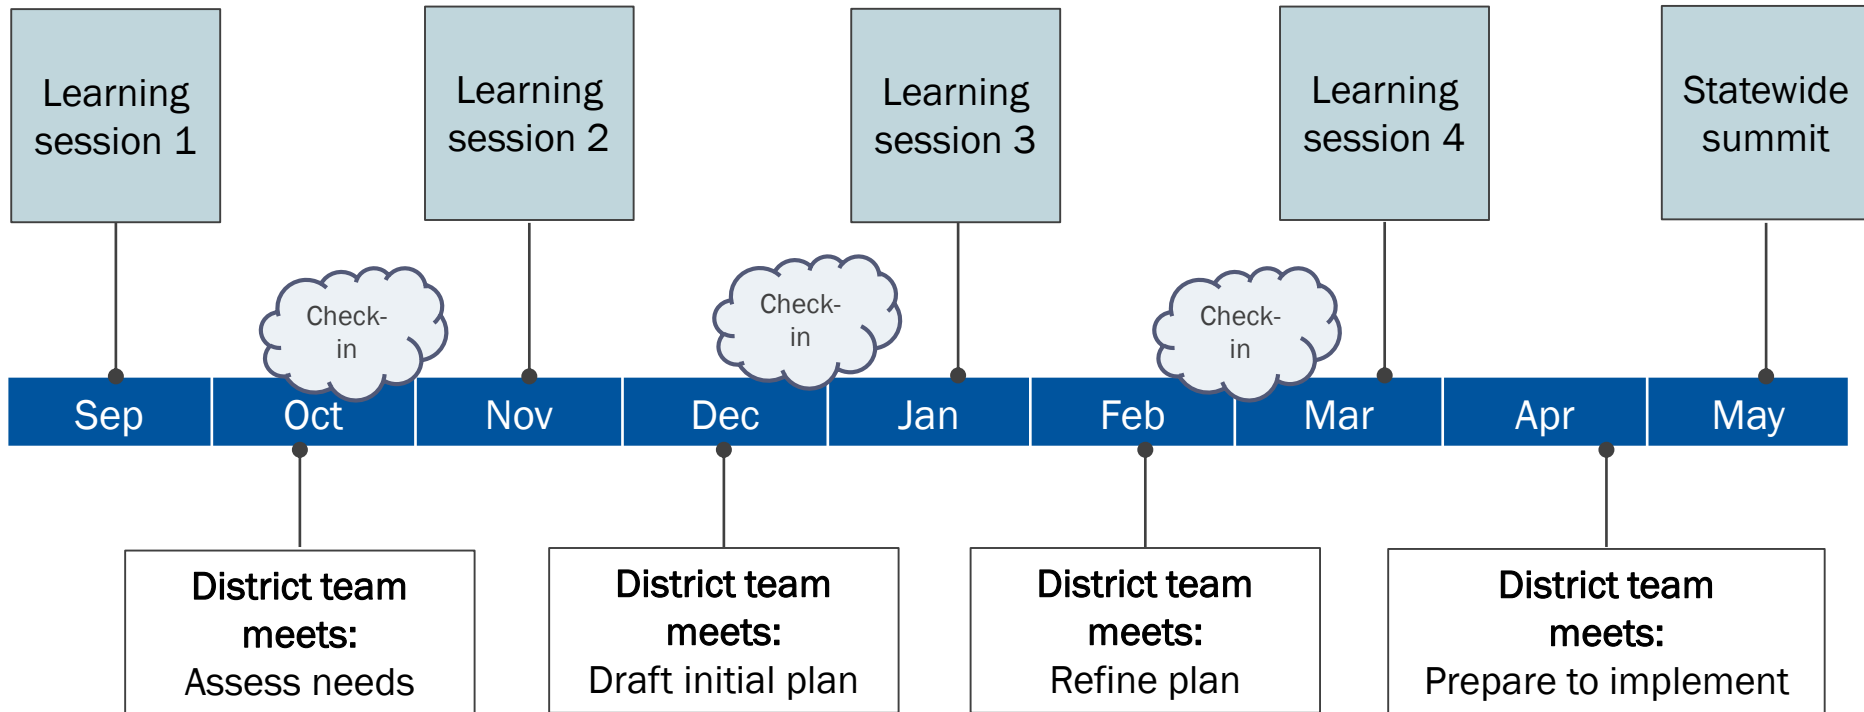 Learning
session 1
Learning
session 2
Learning
session 3
Learning
session 4
Statewide
summit
Check-
in
Check-
in
Check-
in
Sep
Oct
Nov
Dec
Jan
Feb
Mar
Apr
May
District team
meets:
Assess needs
District team
meets:
Draft initial plan
District team
meets:
Refine plan
District team
meets:
Prepare to implement